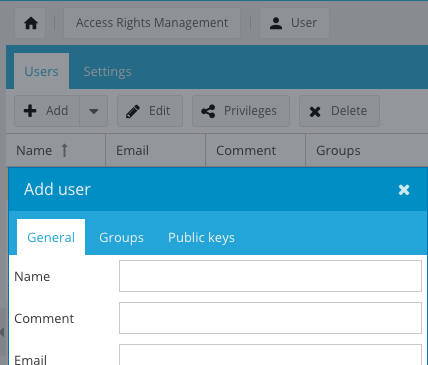 Access Rights Management User
Users Settings
Add Edit Privileges Delete
Name Email Comment Groups
Add user
General Groups Public keys
Name
Comment
Email